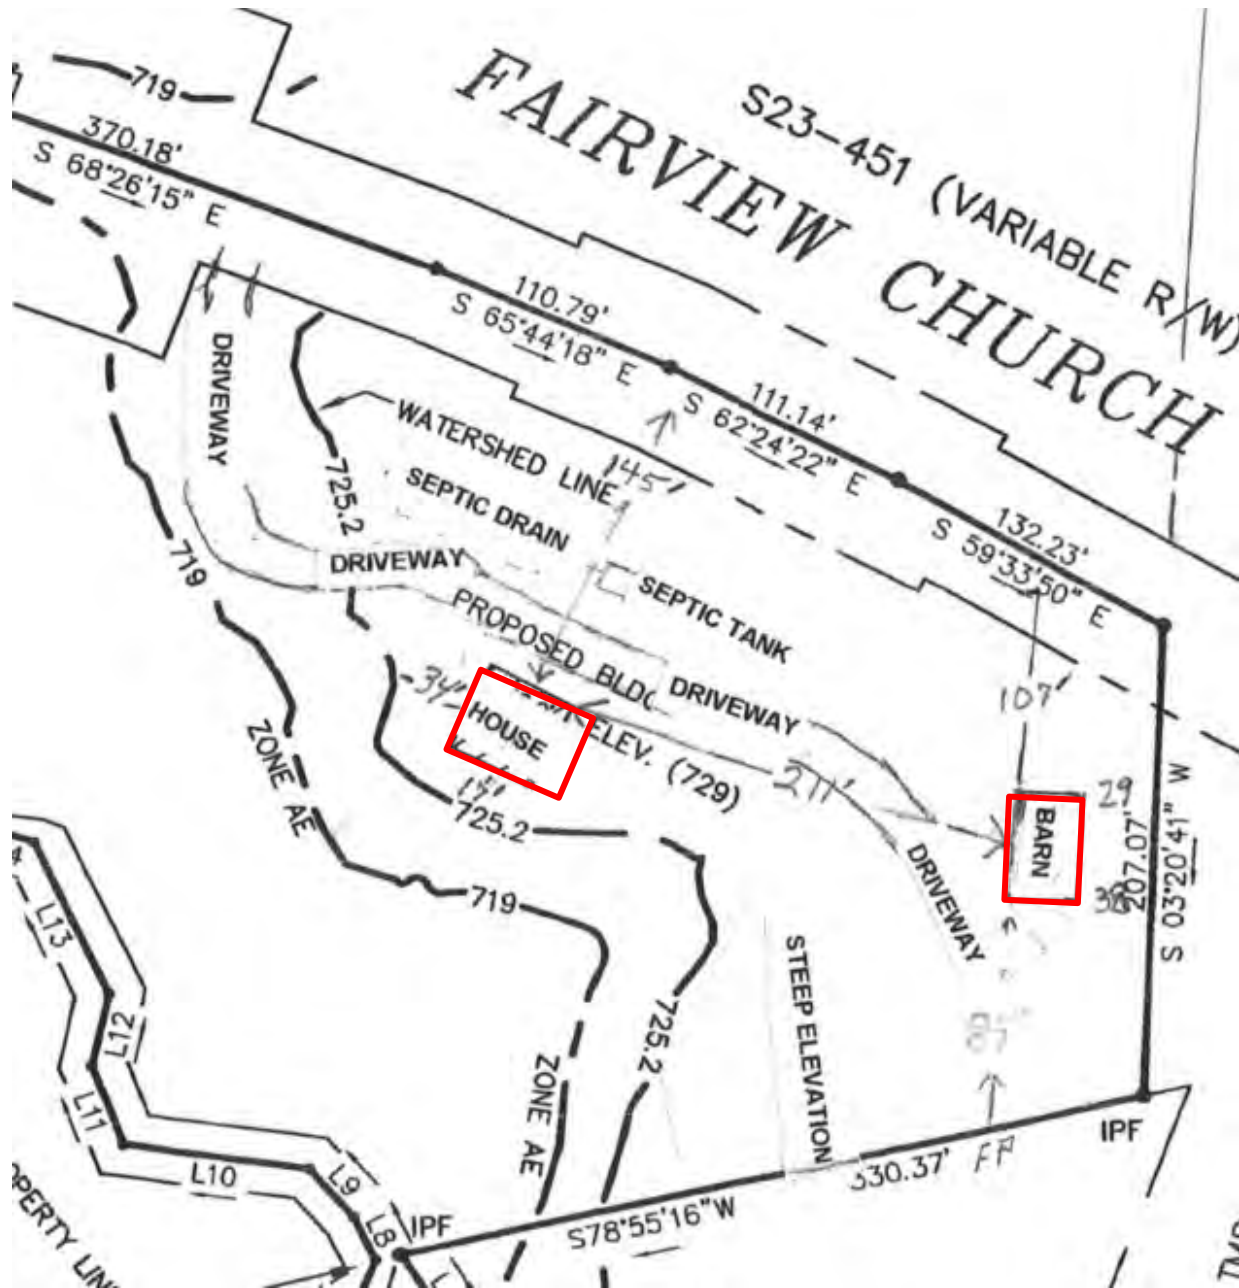 719
FAIRVIEW CHURCH
S23-451 (VARIABLE R/W)
370.18'
S 68°26'15" E
110.79'
S 65°44'18" E
111.14'
S 62°24'22" E
132.23'
S 59°33'50" E
DRIVEWAY
WATERSHED LINE
145'
725.2
SEPTIC DRAIN
719
DRIVEWAY
SEPTIC TANK
PROPOSED BLDG
DRIVEWAY
34'
HOUSE
ELEV. (729)
107'
211'
ZONE AE
725.2
BARN
29
38
207.07'
S 03°20'41" W
719
DRIVEWAY
L13
STEEP ELEVATION
L12
725.2
87'
ZONE AE
L11
IPF
L10
330.37'
FP
L9
S78°55'16"W
L8
IPF